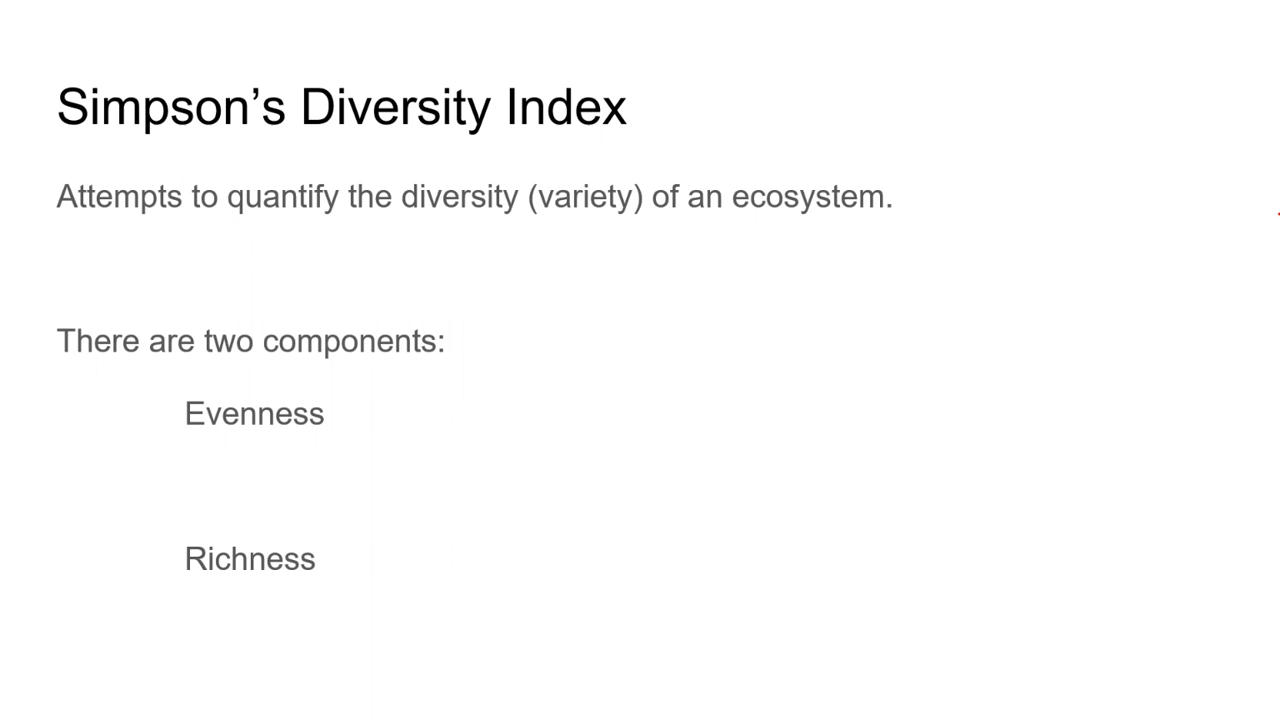 Simpson’s Diversity Index
Attempts to quantify the diversity (variety) of an ecosystem.
There are two components:
Evenness
Richness